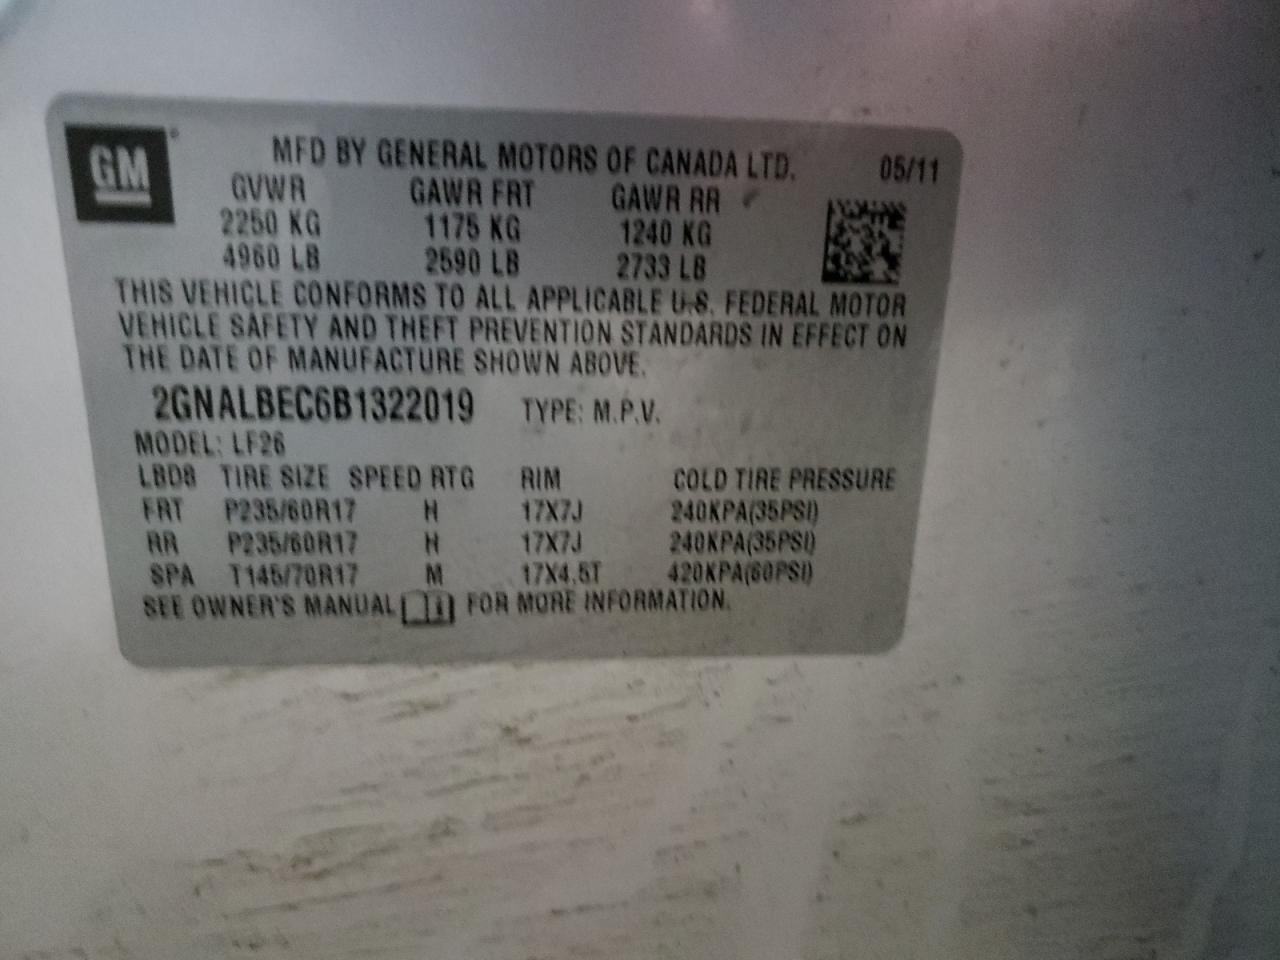 GM
MFD BY GENERAL MOTORS OF CANADA LTD. 05/11
GVWR GAWR FRT GAWR RR
2250 KG 1175 KG 1240 KG
4960 LB 2590 LB 2733 LB
THIS VEHICLE CONFORMS TO ALL APPLICABLE U.S. FEDERAL MOTOR
VEHICLE SAFETY AND THEFT PREVENTION STANDARDS IN EFFECT ON
THE DATE OF MANUFACTURE SHOWN ABOVE.
2GNALBEC6B1322019 TYPE: M.P.V.
MODEL: LF26
LBD8 TIRE SIZE SPEED RTG RIM COLD TIRE PRESSURE
FRT P235/60R17 H 17X7J 240KPA(35PSI)
RR P235/60R17 H 17X7J 240KPA(35PSI)
SPA T145/70R17 M 17X4.5T 420KPA(60PSI)
SEE OWNER'S MANUAL FOR MORE INFORMATION.